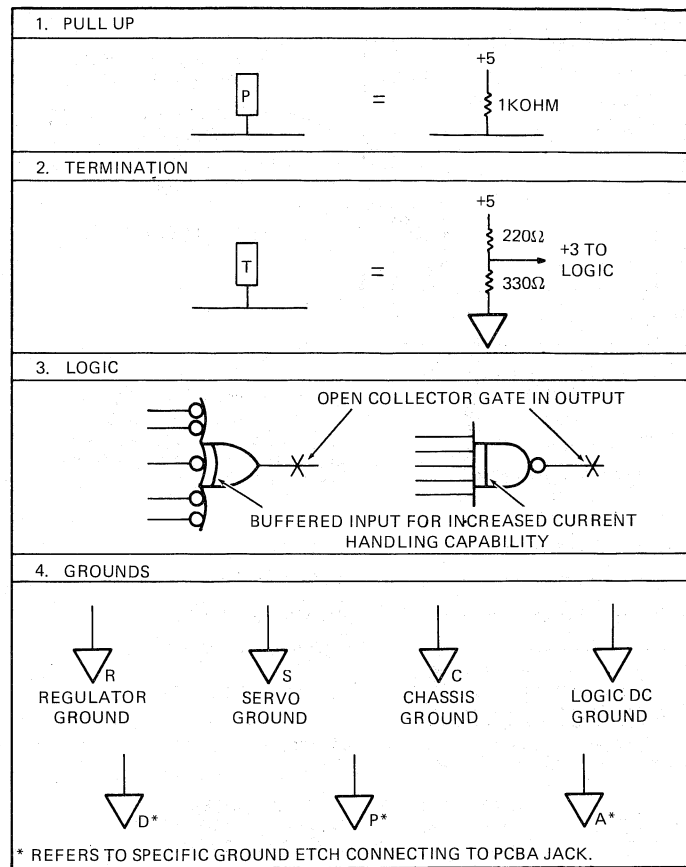 1. PULL UP
P
=
+5
1KOHM
2. TERMINATION
T
=
+5
220Ω
330Ω
+3 TO
LOGIC
3. LOGIC
OPEN COLLECTOR GATE IN OUTPUT
BUFFERED INPUT FOR INCREASED CURRENT
HANDLING CAPABILITY
4. GROUNDS
R
REGULATOR
GROUND
S
SERVO
GROUND
C
CHASSIS
GROUND
LOGIC DC
GROUND
D*
P*
A*
* REFERS TO SPECIFIC GROUND ETCH CONNECTING TO PCBA JACK.